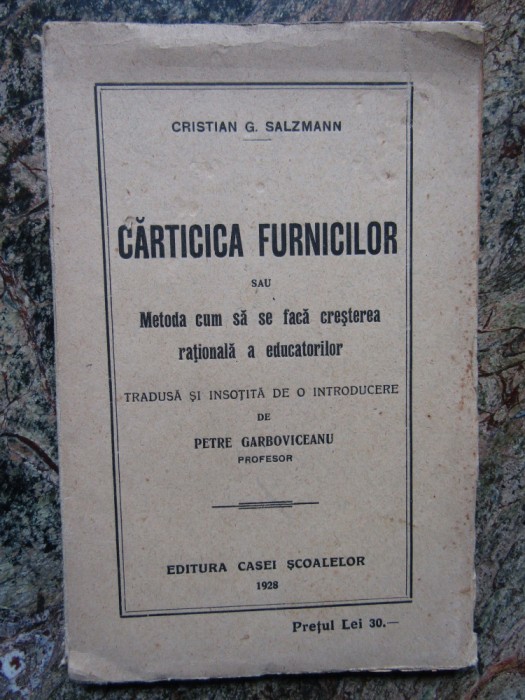 CRISTIAN G. SALZMANN
CĂRTICICA FURNICILOR
SAU
Metoda cum să se facă creşterea
raţională a educatorilor
TRADUSĂ ŞI INSOŢITĂ DE O INTRODUCERE
DE
PETRE GARBOVICEANU
PROFESOR
EDITURA CASEI ŞCOALELOR
1928
Preţul Lei 30.—